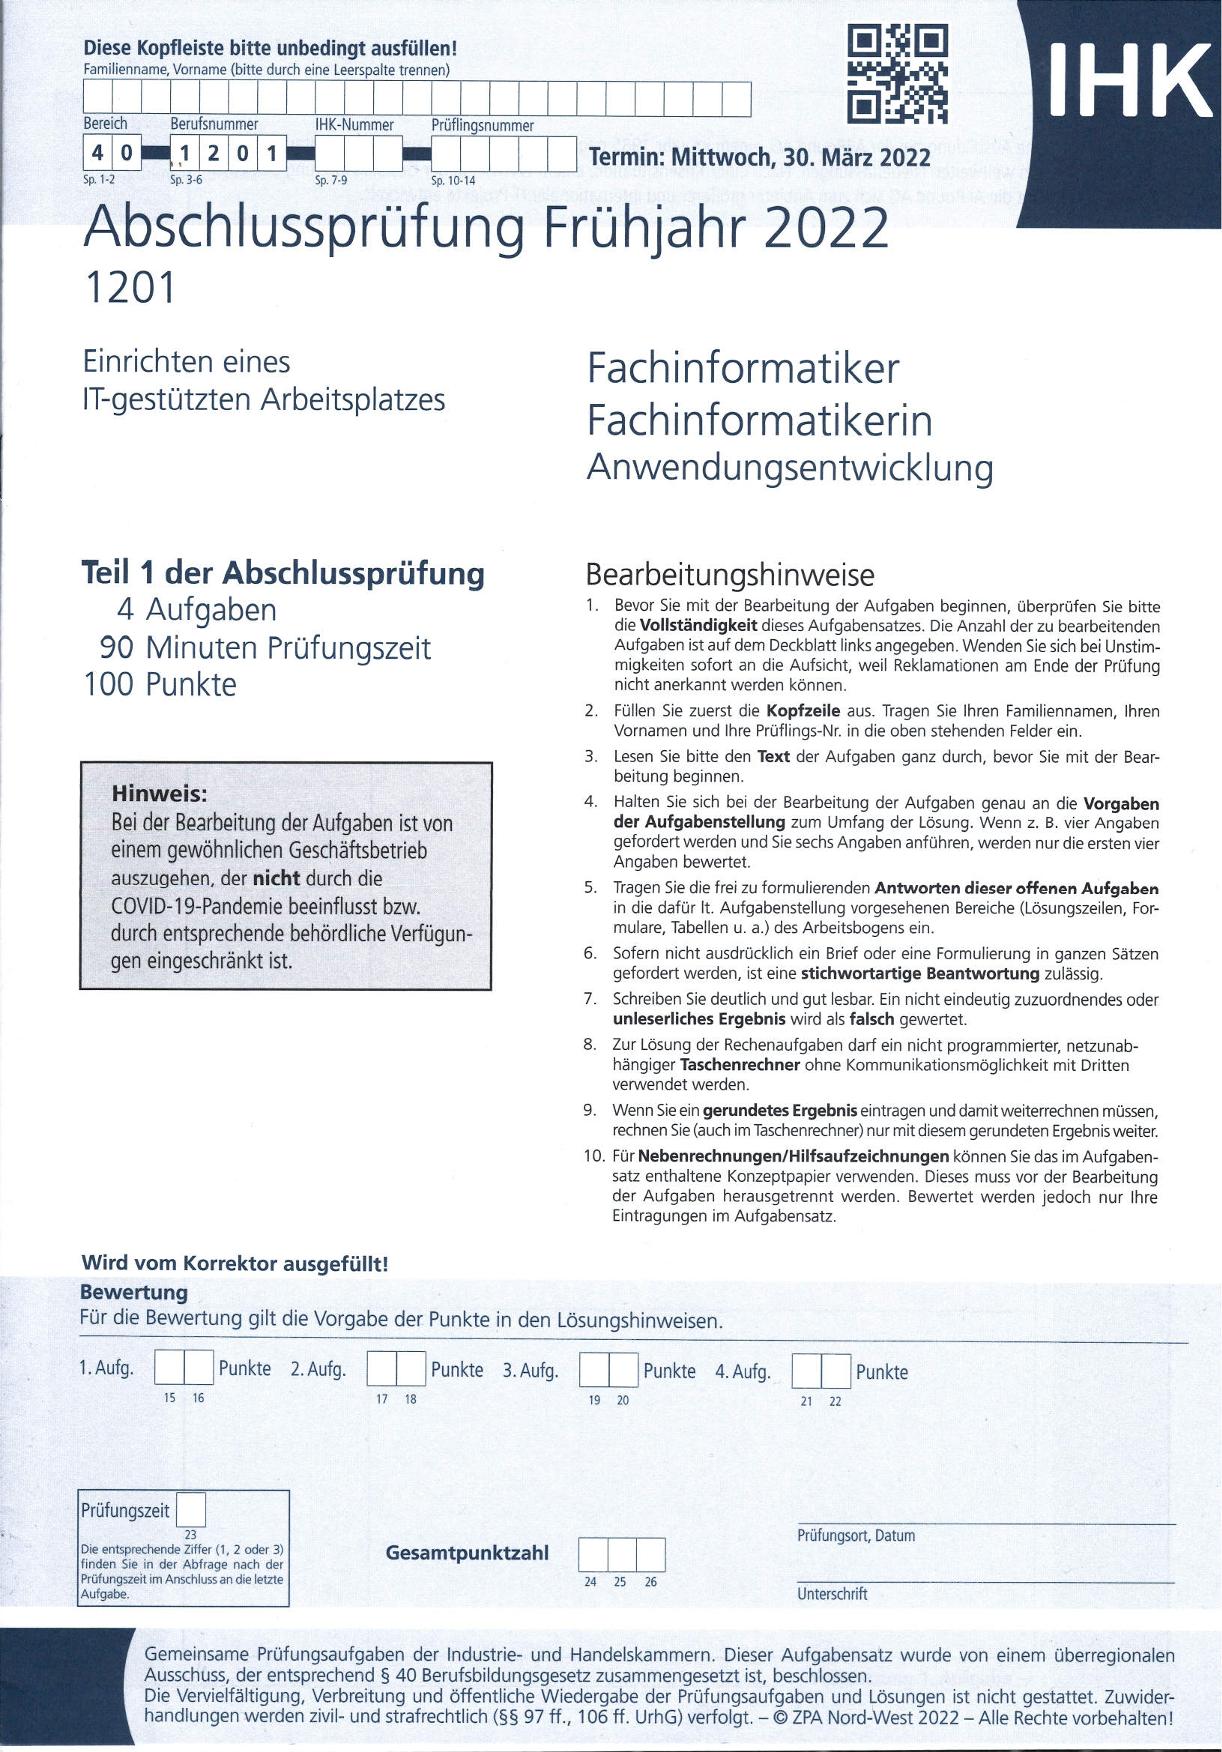 Diese Kopfleiste bitte unbedingt ausfüllen!
Familienname, Vorname (bitte durch eine Leerspalte trennen)
IHK
Bereich Berufsnummer IHK-Nummer Prüflingsnummer
4 0 1 2 0 1 Termin: Mittwoch, 30. März 2022
Sp. 1-2 Sp. 3-6 Sp. 7-9 Sp. 10-14
Abschlussprüfung Frühjahr 2022
1201
Einrichten eines
IT-gestützten Arbeitsplatzes
Fachinformatiker
Fachinformatikerin
Anwendungsentwicklung
Teil 1 der Abschlussprüfung
4 Aufgaben
90 Minuten Prüfungszeit
100 Punkte
Hinweis:
Bei der Bearbeitung der Aufgaben ist von
einem gewöhnlichen Geschäftsbetrieb
auszugehen, der nicht durch die
COVID-19-Pandemie beeinflusst bzw.
durch entsprechende behördliche Verfügun-
gen eingeschränkt ist.
Bearbeitungshinweise
1. Bevor Sie mit der Bearbeitung der Aufgaben beginnen, überprüfen Sie bitte
die Vollständigkeit dieses Aufgabensatzes. Die Anzahl der zu bearbeitenden
Aufgaben ist auf dem Deckblatt links angegeben. Wenden Sie sich bei Unstim-
migkeiten sofort an die Aufsicht, weil Reklamationen am Ende der Prüfung
nicht anerkannt werden können.
2. Füllen Sie zuerst die Kopfzeile aus. Tragen Sie Ihren Familiennamen, Ihren
Vornamen und Ihre Prüflings-Nr. in die oben stehenden Felder ein.
3. Lesen Sie bitte den Text der Aufgaben ganz durch, bevor Sie mit der Bear-
beitung beginnen.
4. Halten Sie sich bei der Bearbeitung der Aufgaben genau an die Vorgaben
der Aufgabenstellung zum Umfang der Lösung. Wenn z. B. vier Angaben
gefordert werden und Sie sechs Angaben anführen, werden nur die ersten vier
Angaben bewertet.
5. Tragen Sie die frei zu formulierenden Antworten dieser offenen Aufgaben
in die dafür lt. Aufgabenstellung vorgesehenen Bereiche (Lösungszeilen, For-
mulare, Tabellen u. a.) des Arbeitsbogens ein.
6. Sofern nicht ausdrücklich ein Brief oder eine Formulierung in ganzen Sätzen
gefordert werden, ist eine stichwortartige Beantwortung zulässig.
7. Schreiben Sie deutlich und gut lesbar. Ein nicht eindeutig zuzuordnendes oder
unleserliches Ergebnis wird als falsch gewertet.
8. Zur Lösung der Rechenaufgaben darf ein nicht programmierter, netzunab-
hängiger Taschenrechner ohne Kommunikationsmöglichkeit mit Dritten
verwendet werden.
9. Wenn Sie ein gerundetes Ergebnis eintragen und damit weiterrechnen müssen,
rechnen Sie (auch im Taschenrechner) nur mit diesem gerundeten Ergebnis weiter.
10. Für Nebenrechnungen/Hilfsaufzeichnungen können Sie das im Aufgaben-
satz enthaltene Konzeptpapier verwenden. Dieses muss vor der Bearbeitung
der Aufgaben herausgetrennt werden. Bewertet werden jedoch nur Ihre
Eintragungen im Aufgabensatz.
Wird vom Korrektor ausgefüllt!
Bewertung
Für die Bewertung gilt die Vorgabe der Punkte in den Lösungshinweisen.
1. Aufg. Punkte 2. Aufg. Punkte 3. Aufg. Punkte 4. Aufg. Punkte
15 16 17 18 19 20 21 22
Prüfungszeit
23
Die entsprechende Ziffer (1, 2 oder 3)
finden Sie in der Abfrage nach der
Prüfungszeit im Anschluss an die letzte
Aufgabe.
Gesamtpunktzahl
24 25 26
Prüfungsort, Datum
Unterschrift
Gemeinsame Prüfungsaufgaben der Industrie- und Handelskammern. Dieser Aufgabensatz wurde von einem überregionalen
Ausschuss, der entsprechend § 40 Berufsbildungsgesetz zusammengesetzt ist, beschlossen.
Die Vervielfältigung, Verbreitung und öffentliche Wiedergabe der Prüfungsaufgaben und Lösungen ist nicht gestattet. Zuwider-
handlungen werden zivil- und strafrechtlich (§§ 97 ff., 106 ff. UrhG) verfolgt. – © ZPA Nord-West 2022 – Alle Rechte vorbehalten!